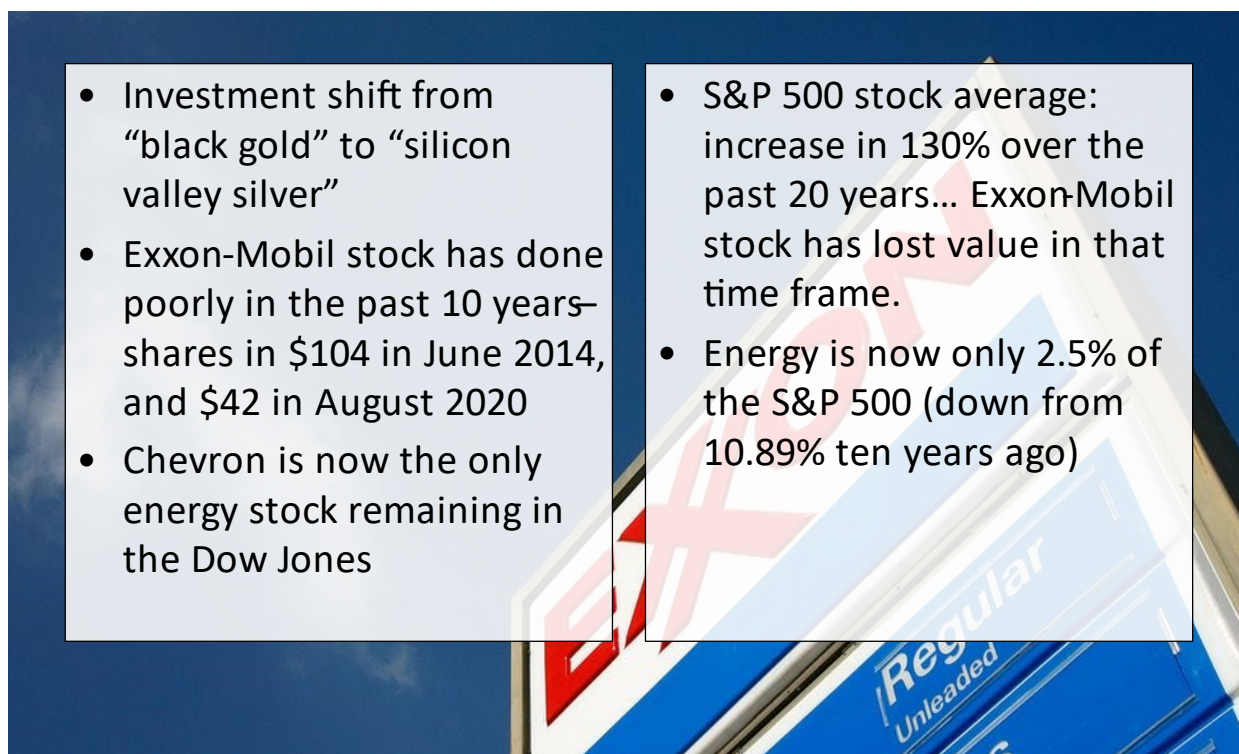 • Investment shift from
“black gold” to “silicon
valley silver”
• Exxon-Mobil stock has done
poorly in the past 10 years–
shares in $104 in June 2014,
and $42 in August 2020
• Chevron is now the only
energy stock remaining in
the Dow Jones
• S&P 500 stock average:
increase in 130% over the
past 20 years... Exxon-Mobil
stock has lost value in that
time frame.
• Energy is now only 2.5% of
the S&P 500 (down from
10.89% ten years ago)
EXXON
Regular
Unleaded